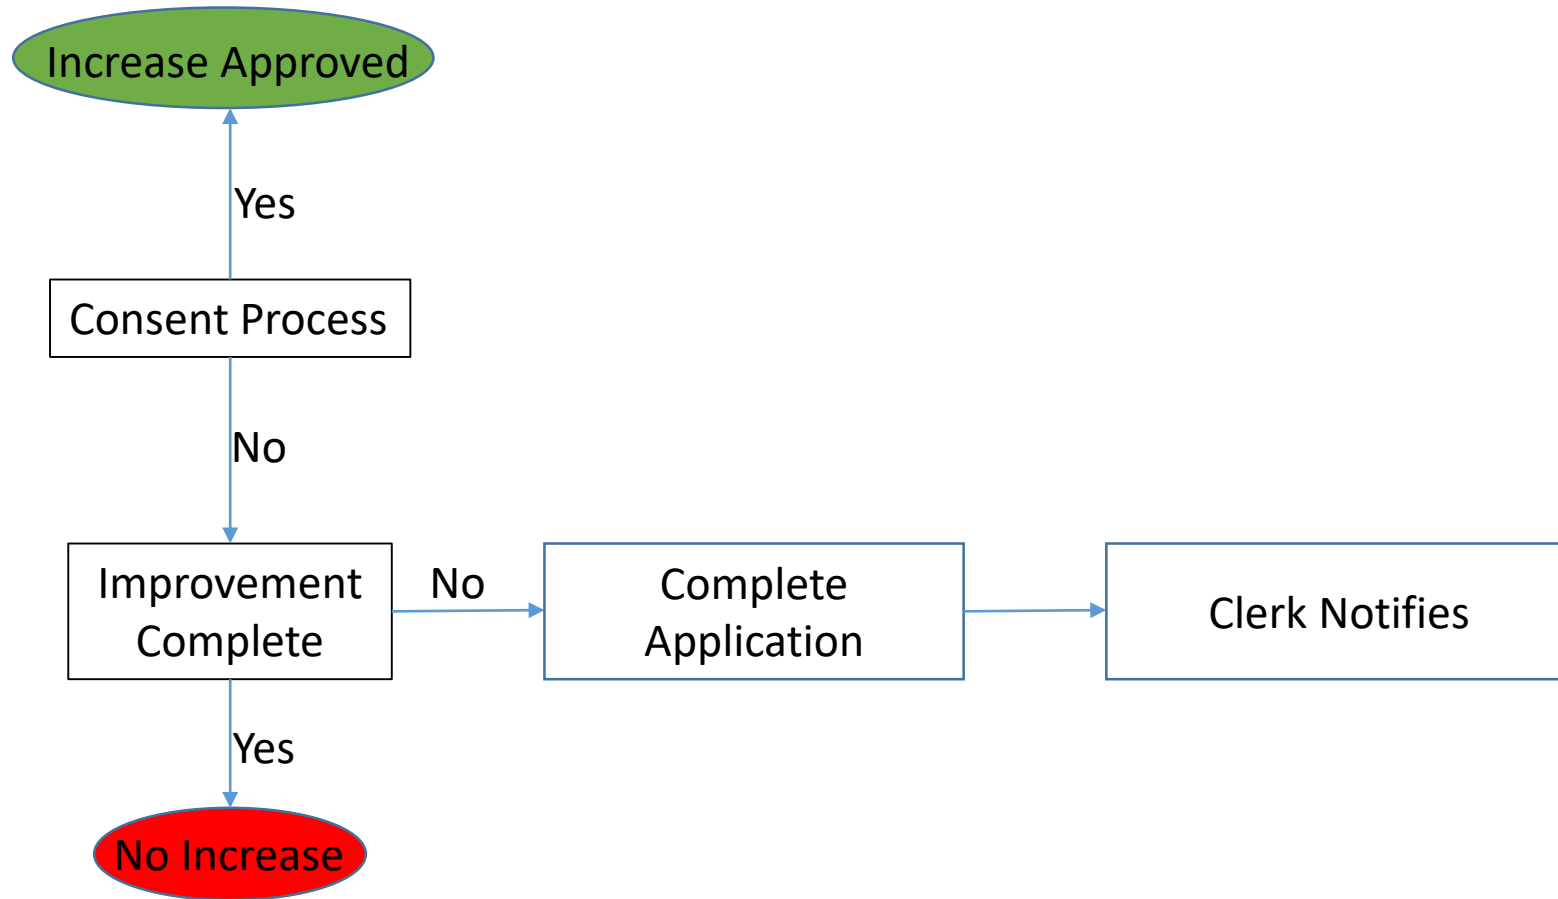 Increase Approved
Yes
Consent Process
No
Improvement
Complete
No
Complete
Application
Clerk Notifies
Yes
No Increase